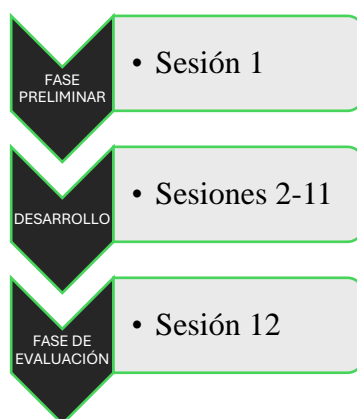 FASE
PRELIMINAR
• Sesión 1
DESARROLLO
• Sesiones 2-11
FASE DE
EVALUACIÓN
• Sesión 12